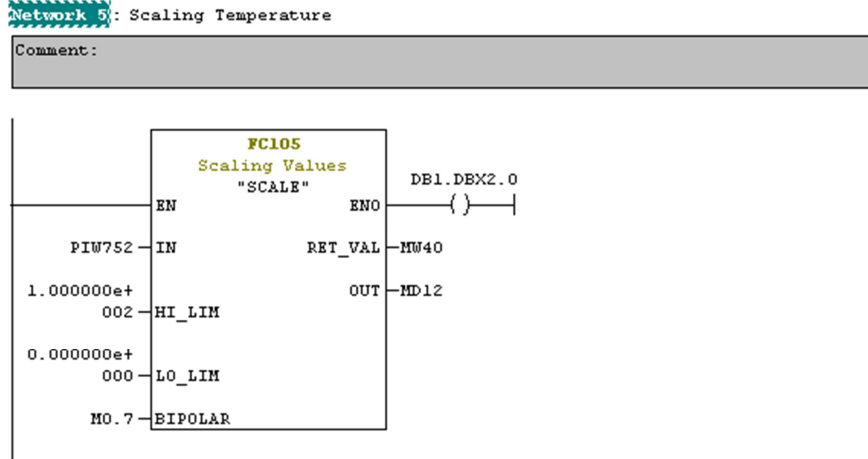 Network 5: Scaling Temperature
Comment:
FC105
Scaling Values
"SCALE"
DB1.DBX2.0
EN
ENO
( )
PIW752
IN
RET_VAL
MW40
1.000000e+
002
HI_LIM
OUT
MD12
0.000000e+
000
LO_LIM
M0.7
BIPOLAR